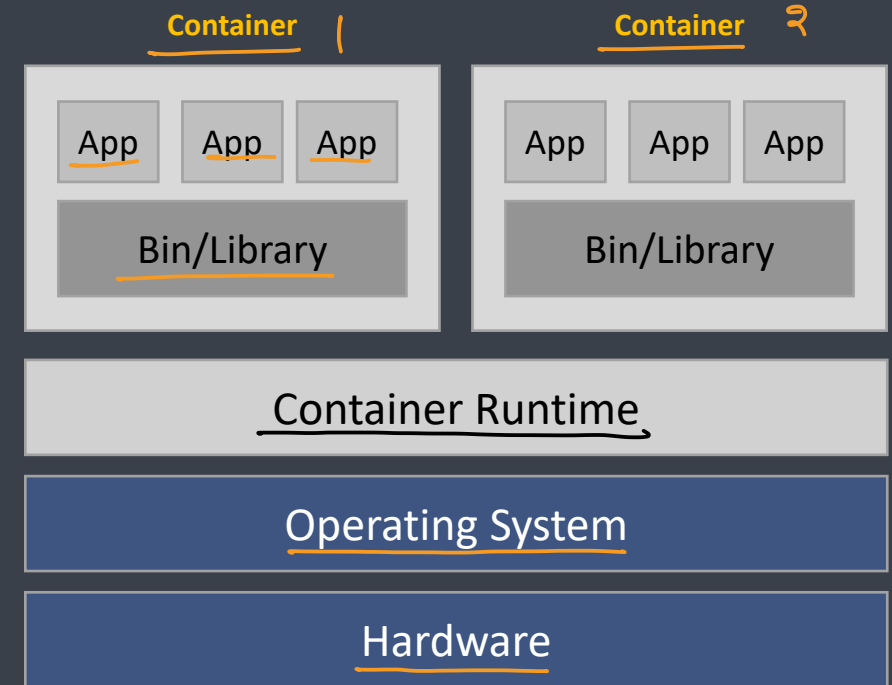 Container 1 Container २
App App App App App App
Bin/Library Bin/Library
Container Runtime
Operating System
Hardware